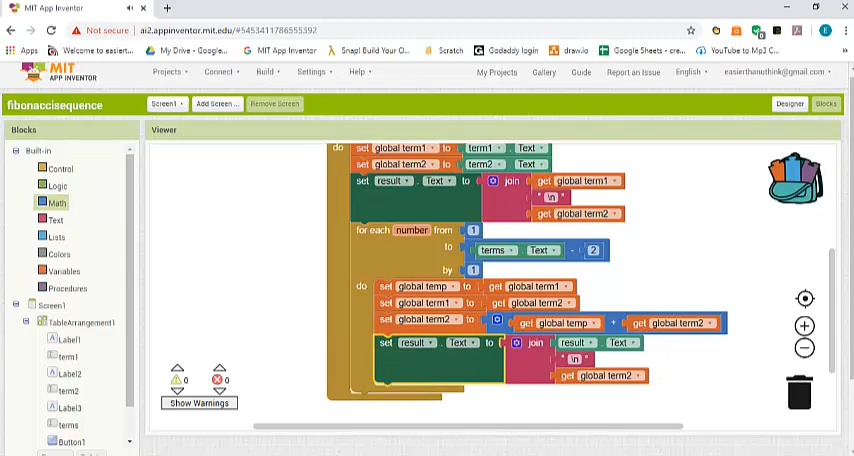 MIT App Inventor
Not secure | ai2.appinventor.mit.edu/#5453411786555392
Apps Welcome to easiert... My Drive - Google... MIT App Inventor Snap! Build Your O... Scratch Godaddy login draw.io Google Sheets - cre... YouTube to Mp3 C...
MIT
APP INVENTOR
Projects Connect Build Settings Help My Projects Gallery Guide Report an Issue English easierthanuthink@gmail.com
fibonaccisequence Screen1 Add Screen ... Remove Screen Designer Blocks
Blocks Viewer
Built-in
Control
Logic
Math
Text
Lists
Colors
Variables
Procedures
Screen1
TableArrangement1
Label1
term1
Label2
term2
Label3
terms
Button1
do set global term1 to term1 . Text
set global term2 to term2 . Text
set result . Text to join get global term1
" \n "
get global term2
for each number from 1
to terms . Text - 2
by 1
do set global temp to get global term1
set global term1 to get global term2
set global term2 to get global temp + get global term2
set result . Text to join result . Text
" \n "
get global term2
0 0
Show Warnings